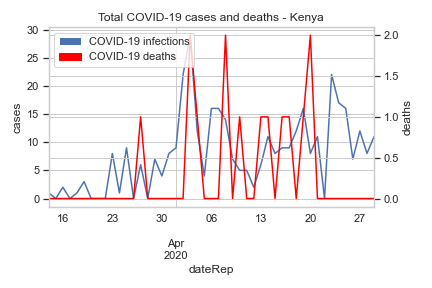 Total COVID-19 cases and deaths - Kenya
COVID-19 infections
COVID-19 deaths
30
25
20
15
10
5
0
cases
2.0
1.5
1.0
0.5
0.0
deaths
16 23 30 06 13 20 27
Apr
2020
dateRep